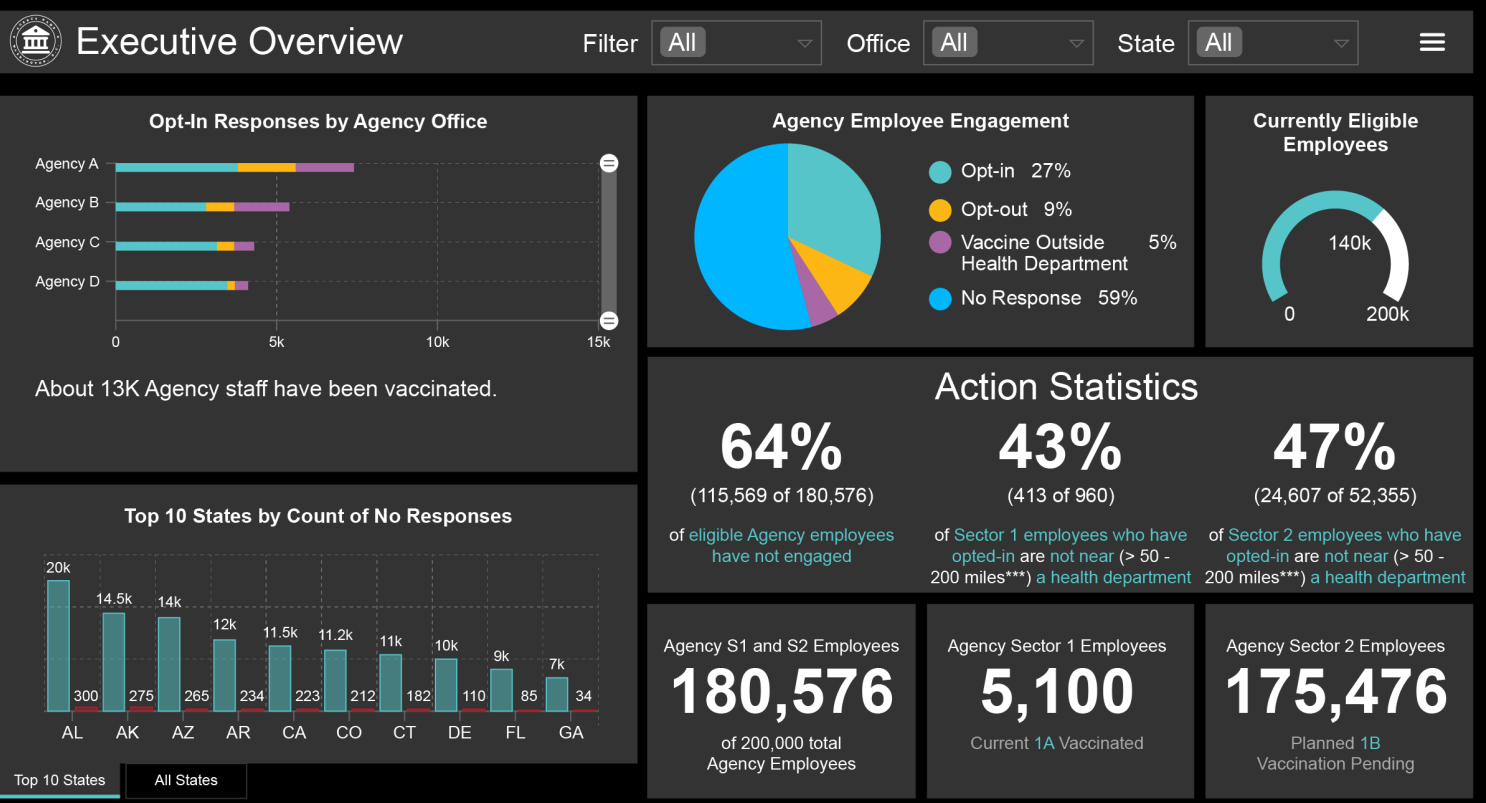 Executive Overview
Filter All
Office All
State All
Opt-In Responses by Agency Office
Agency A
Agency B
Agency C
Agency D
0 5k 10k 15k
About 13K Agency staff have been vaccinated.
Agency Employee Engagement
Opt-in 27%
Opt-out 9%
Vaccine Outside 5%
Health Department
No Response 59%
Currently Eligible
Employees
140k
0 200k
Action Statistics
64%
(115,569 of 180,576)
of eligible Agency employees
have not engaged
43%
(413 of 960)
of Sector 1 employees who have
opted-in are not near (> 50 -
200 miles***) a health department
47%
(24,607 of 52,355)
of Sector 2 employees who have
opted-in are not near (> 50 -
200 miles***) a health department
Top 10 States by Count of No Responses
20k 14.5k 14k 12k 11.5k 11.2k 11k 10k 9k 7k
300 275 265 234 223 212 182 110 85 34
AL AK AZ AR CA CO CT DE FL GA
Top 10 States All States
Agency S1 and S2 Employees
180,576
of 200,000 total
Agency Employees
Agency Sector 1 Employees
5,100
Current 1A Vaccinated
Agency Sector 2 Employees
175,476
Planned 1B
Vaccination Pending